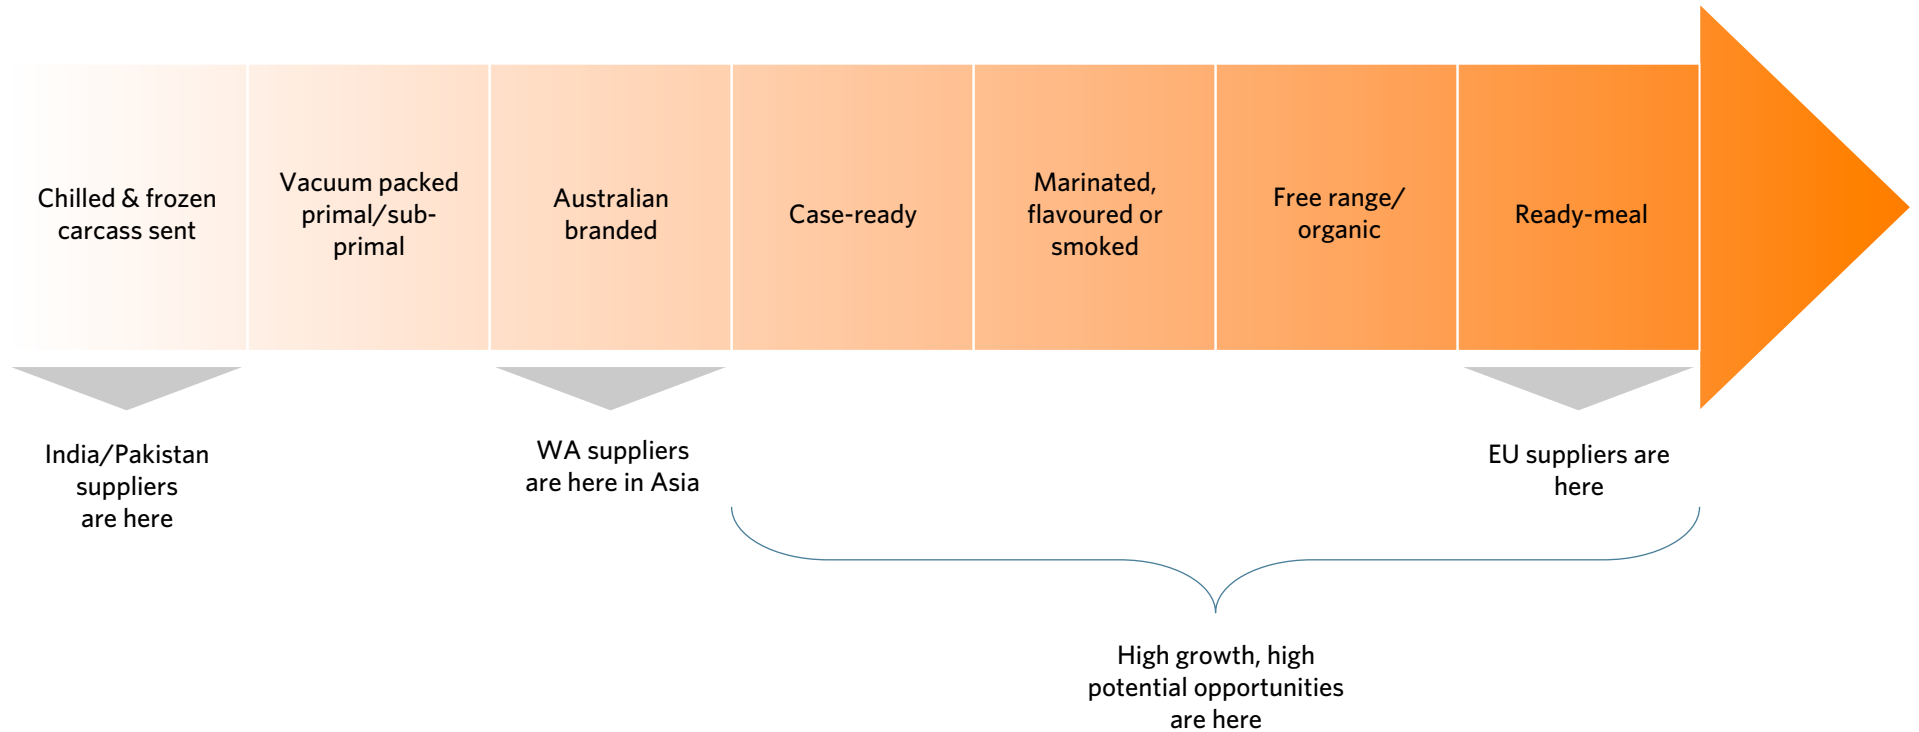 Chilled & frozen
carcass sent
Vacuum packed
primal/sub-
primal
Australian
branded
Case-ready
Marinated,
flavoured or
smoked
Free range/
organic
Ready-meal
India/Pakistan
suppliers
are here
WA suppliers
are here in Asia
EU suppliers are
here
High growth, high
potential opportunities
are here